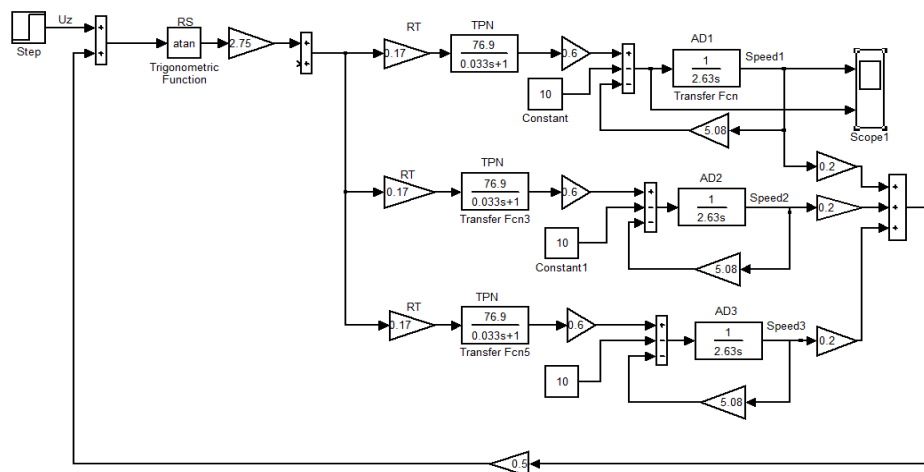 Step
Uz
RS
atan
Trigonometric
Function
2.75
RT
0.17
TPN
76.9
0.033s+1
0.6
10
Constant
AD1
1
2.63s
Transfer Fcn
Speed1
5.08
Scope1
0.2
RT
0.17
TPN
76.9
0.033s+1
Transfer Fcn3
0.6
10
Constant1
AD2
1
2.63s
Speed2
0.2
5.08
RT
0.17
TPN
76.9
0.033s+1
Transfer Fcn5
0.6
10
AD3
1
2.63s
Speed3
0.2
5.08
0.5